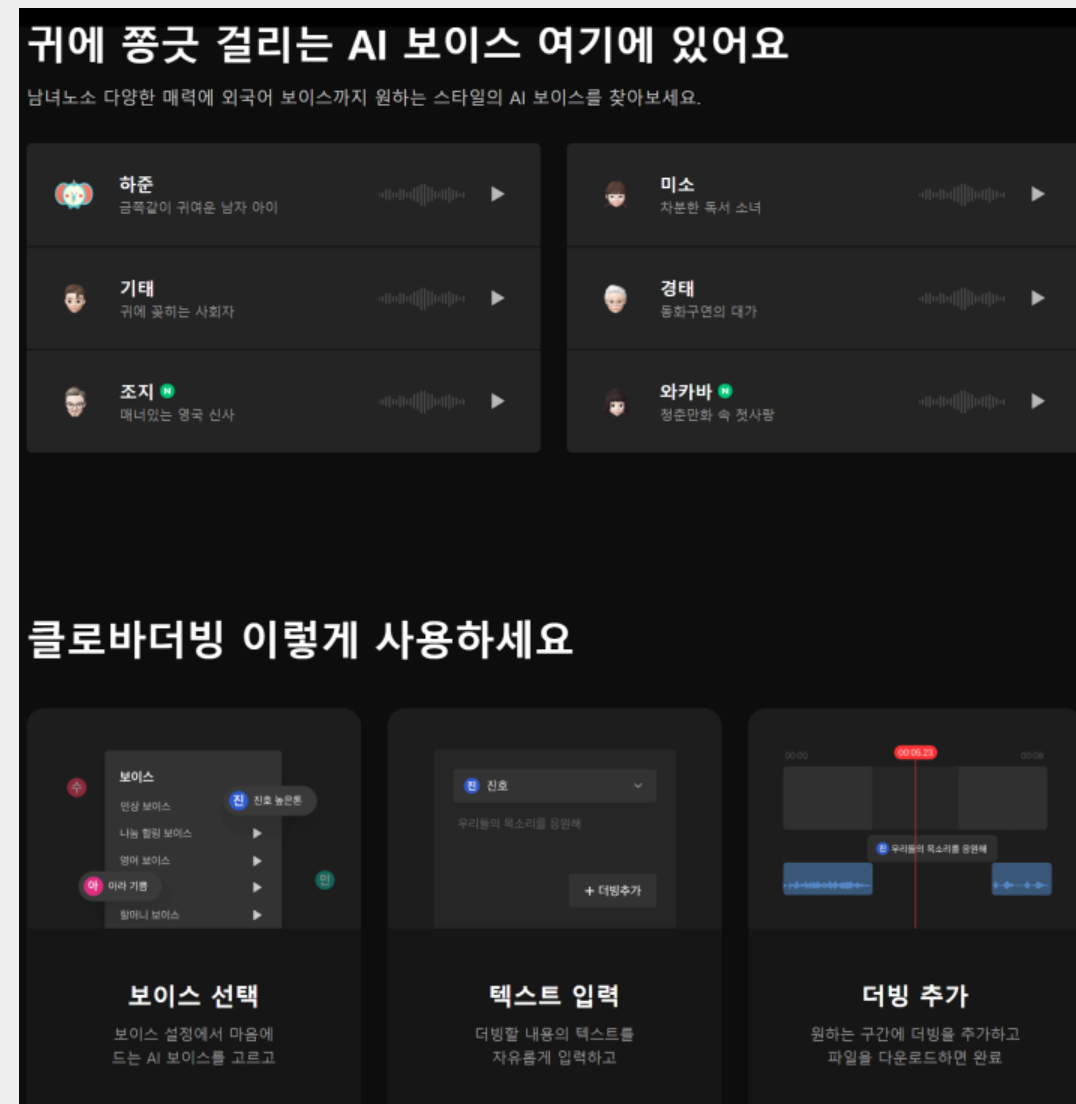 귀에 쫑긋 걸리는 AI 보이스 여기에 있어요
남녀노소 다양한 매력에 외국어 보이스까지 원하는 스타일의 AI 보이스를 찾아보세요.
하준
금쪽같이 귀여운 남자 아이
미소
차분한 독서 소녀
기태
귀에 꽂히는 사회자
경태
동화구연의 대가
조지 N
매너있는 영국 신사
와카바 N
청춘만화 속 첫사랑
클로바더빙 이렇게 사용하세요
수
보이스
인상 보이스
진 진호 높은톤
나눔 힐링 보이스
영어 보이스
아 아라 기쁨
민
할머니 보이스
보이스 선택
보이스 설정에서 마음에
드는 AI 보이스를 고르고
진 진호
우리들의 목소리를 응원해
+ 더빙추가
텍스트 입력
더빙할 내용의 텍스트를
자유롭게 입력하고
00:00
00:05.23
00:08
진 우리들의 목소리를 응원해
더빙 추가
원하는 구간에 더빙을 추가하고
파일을 다운로드하면 완료